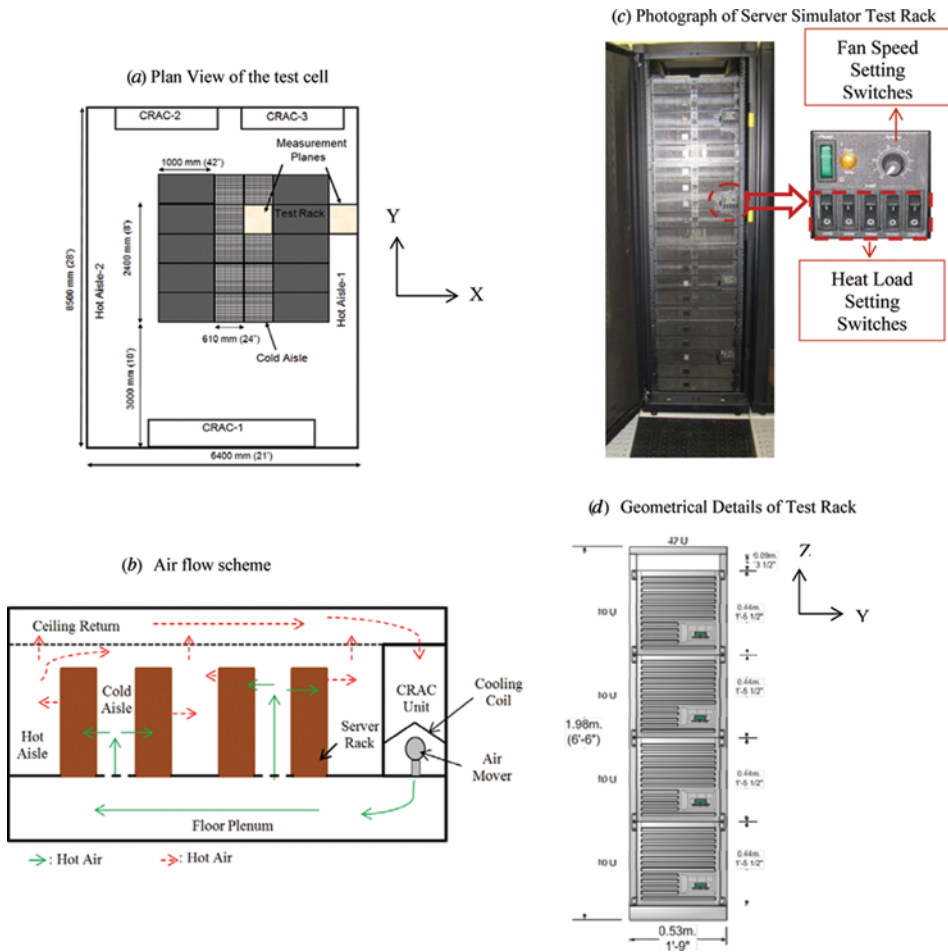 (a) Plan View of the test cell
CRAC-2
CRAC-3
Measurement
Planes
1000 mm (42")
Test Rack
2400 mm (8')
8500 mm (28')
Hot Aisle-2
Hot Aisle-1
610 mm (24")
Cold Aisle
3000 mm (10')
CRAC-1
6400 mm (21')
Y
X
(b) Air flow scheme
Ceiling Return
Cold
Aisle
Hot
Aisle
CRAC
Unit
Cooling
Coil
Server
Rack
Air
Mover
Floor Plenum
: Hot Air
: Hot Air
(c) Photograph of Server Simulator Test Rack
Fan Speed
Setting
Switches
Heat Load
Setting
Switches
(d) Geometrical Details of Test Rack
42 U
0.09m.
3 1/2"
10 U
0.44m.
1'-5 1/2"
10 U
0.44m.
1'-5 1/2"
1.98m.
(6'-6")
10 U
0.44m.
1'-5 1/2"
10 U
0.44m.
1'-5 1/2"
0.53m.
1'-9"
Z
Y